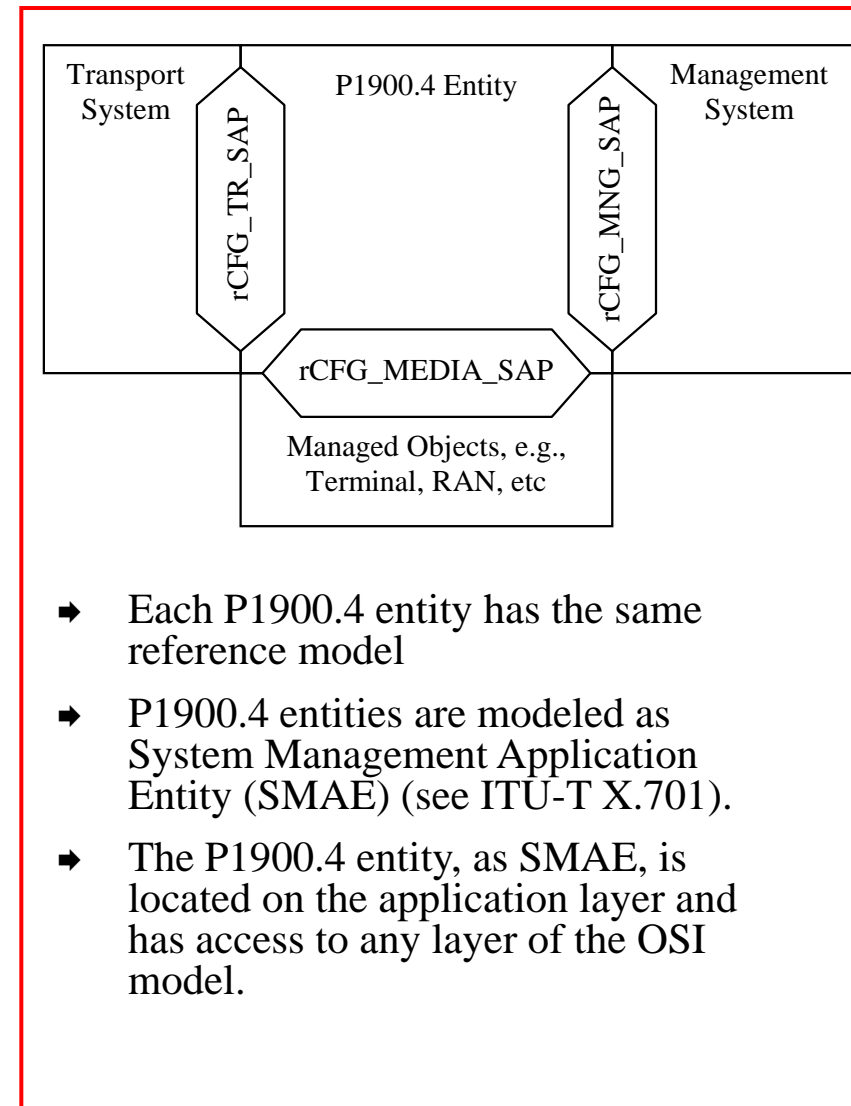 Transport
System
P1900.4 Entity
Management
System
rCFG_TR_SAP
rCFG_MNG_SAP
rCFG_MEDIA_SAP
Managed Objects, e.g.,
Terminal, RAN, etc
➨ Each P1900.4 entity has the same
reference model
➨ P1900.4 entities are modeled as
System Management Application
Entity (SMAE) (see ITU-T X.701).
➨ The P1900.4 entity, as SMAE, is
located on the application layer and
has access to any layer of the OSI
model.